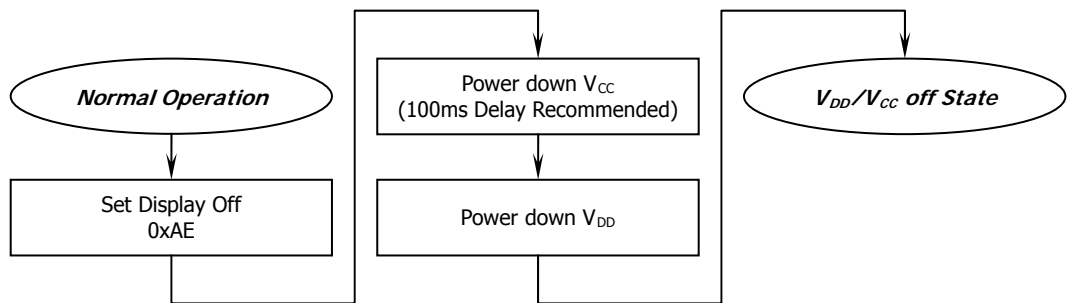 Normal Operation
Set Display Off
0xAE
Power down VCC
(100ms Delay Recommended)
Power down VDD
VDD/VCC off State